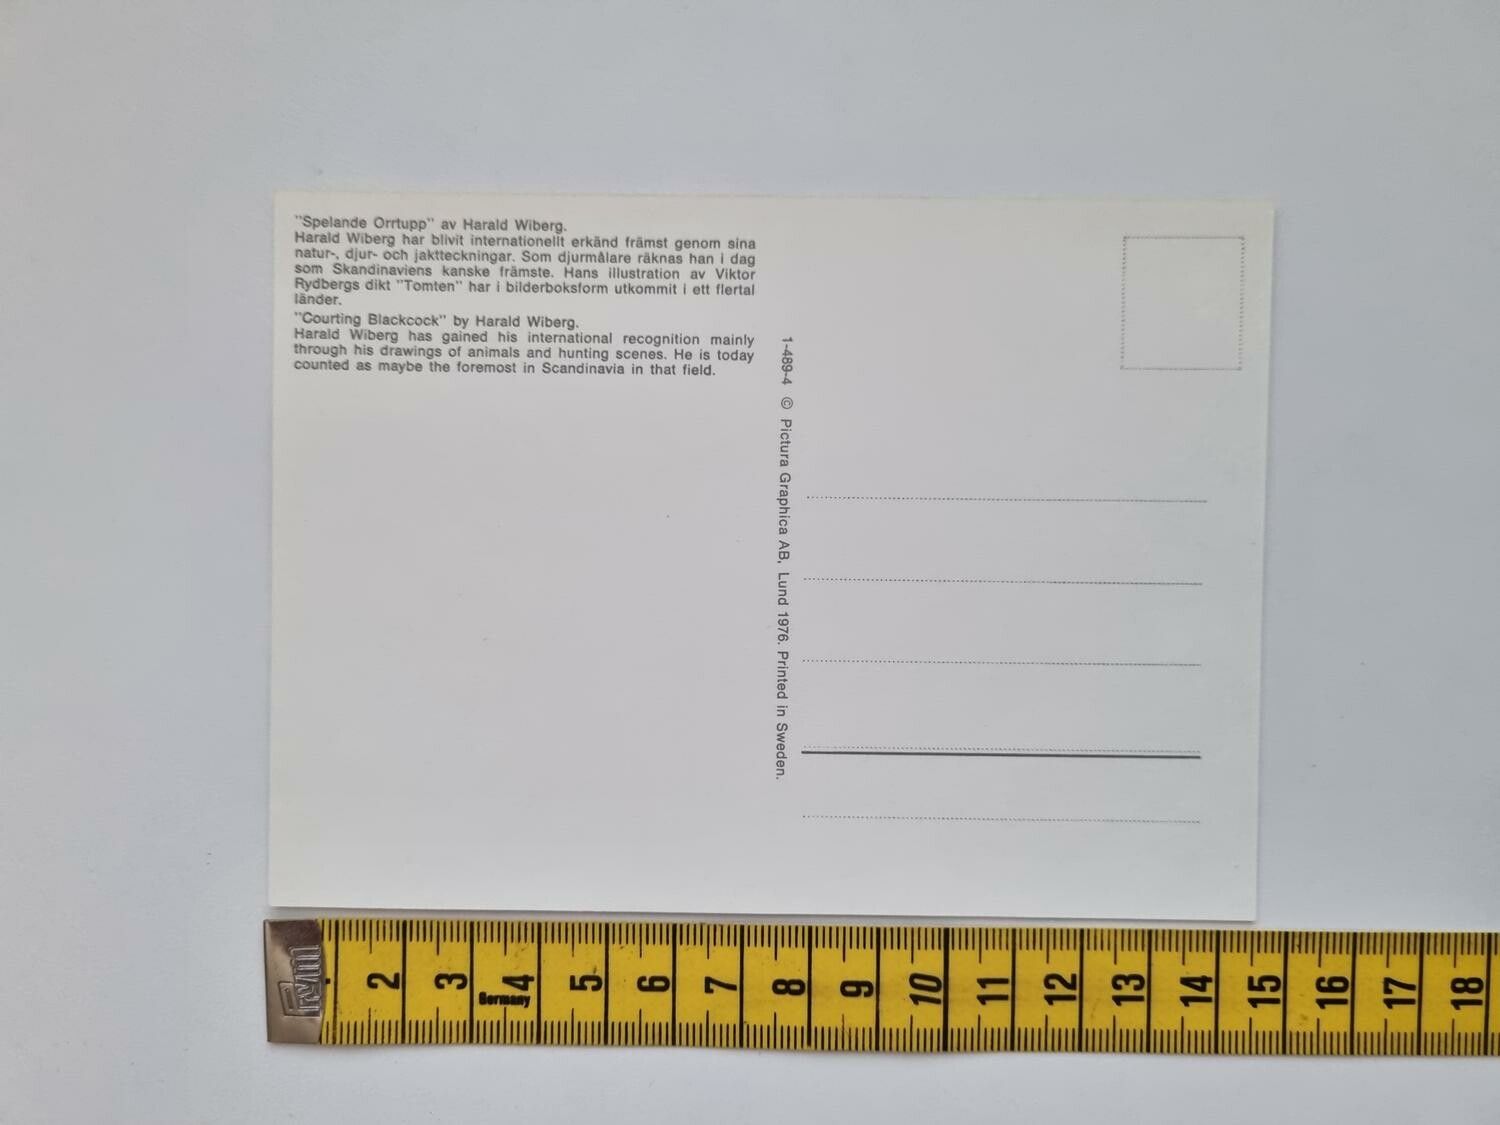 "Spelande Orrtupp" av Harald Wiberg.
Harald Wiberg har blivit internationellt erkänd främst genom sina
natur-, djur- och jaktteckningar. Som djurmålare räknas han i dag
som Skandinaviens kanske främste. Hans illustration av Viktor
Rydbergs dikt "Tomten" har i bilderboksform utkommit i ett flertal
länder.
"Courting Blackcock" by Harald Wiberg.
Harald Wiberg has gained his international recognition mainly
through his drawings of animals and hunting scenes. He is today
counted as maybe the foremost in Scandinavia in that field.
1-489-4 © Pictura Graphica AB, Lund 1976. Printed in Sweden.
Prym
2 3 4 5 6 7 8 9 10 11 12 13 14 15 16 17 18
Germany